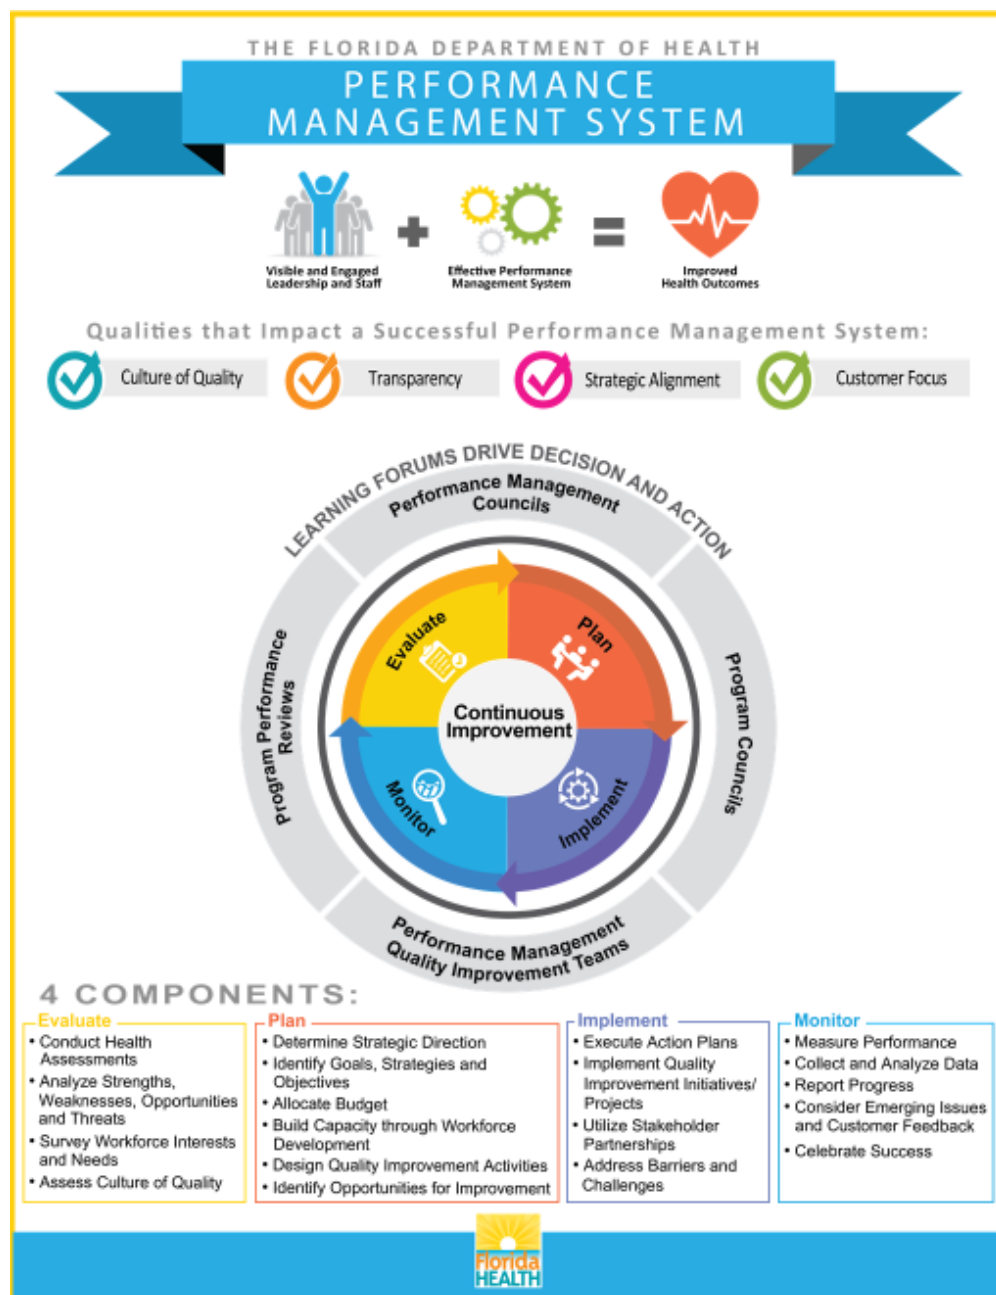 THE FLORIDA DEPARTMENT OF HEALTH
PERFORMANCE
MANAGEMENT SYSTEM
Visible and Engaged
Leadership and Staff
Effective Performance
Management System
Improved
Health Outcomes
Qualities that Impact a Successful Performance Management System:
Culture of Quality
Transparency
Strategic Alignment
Customer Focus
LEARNING FORUMS DRIVE DECISION AND ACTION
Performance Management
Councils
Program Performance
Reviews
Program Councils
Performance Management
Quality Improvement Teams
Evaluate
Plan
Continuous
Improvement
Monitor
Implement
4 COMPONENTS:
Evaluate
• Conduct Health
Assessments
• Analyze Strengths,
Weaknesses, Opportunities
and Threats
• Survey Workforce Interests
and Needs
• Assess Culture of Quality
Plan
• Determine Strategic Direction
• Identify Goals, Strategies and
Objectives
• Allocate Budget
• Build Capacity through Workforce
Development
• Design Quality Improvement Activities
• Identify Opportunities for Improvement
Implement
• Execute Action Plans
• Implement Quality
Improvement Initiatives/
Projects
• Utilize Stakeholder
Partnerships
• Address Barriers and
Challenges
Monitor
• Measure Performance
• Collect and Analyze Data
• Report Progress
• Consider Emerging Issues
and Customer Feedback
• Celebrate Success
Florida
HEALTH